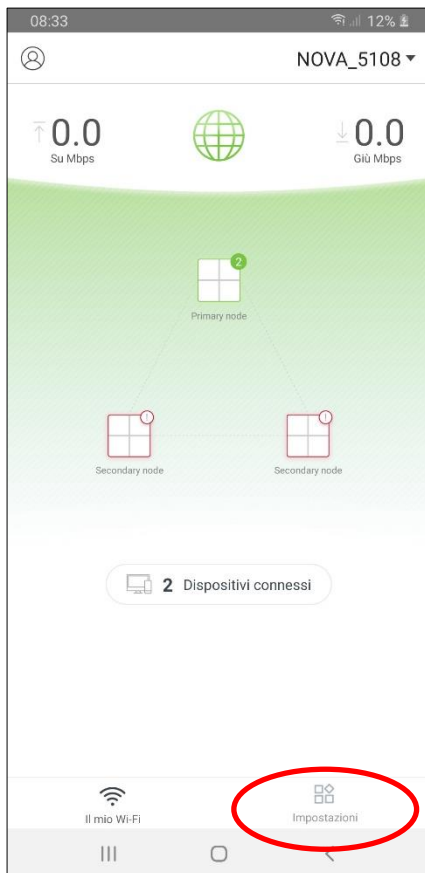 08:33 12%
NOVA_5108
0.0 0.0
Su Mbps Giù Mbps
2
Primary node
! !
Secondary node Secondary node
2 Dispositivi connessi
Il mio Wi-Fi Impostazioni